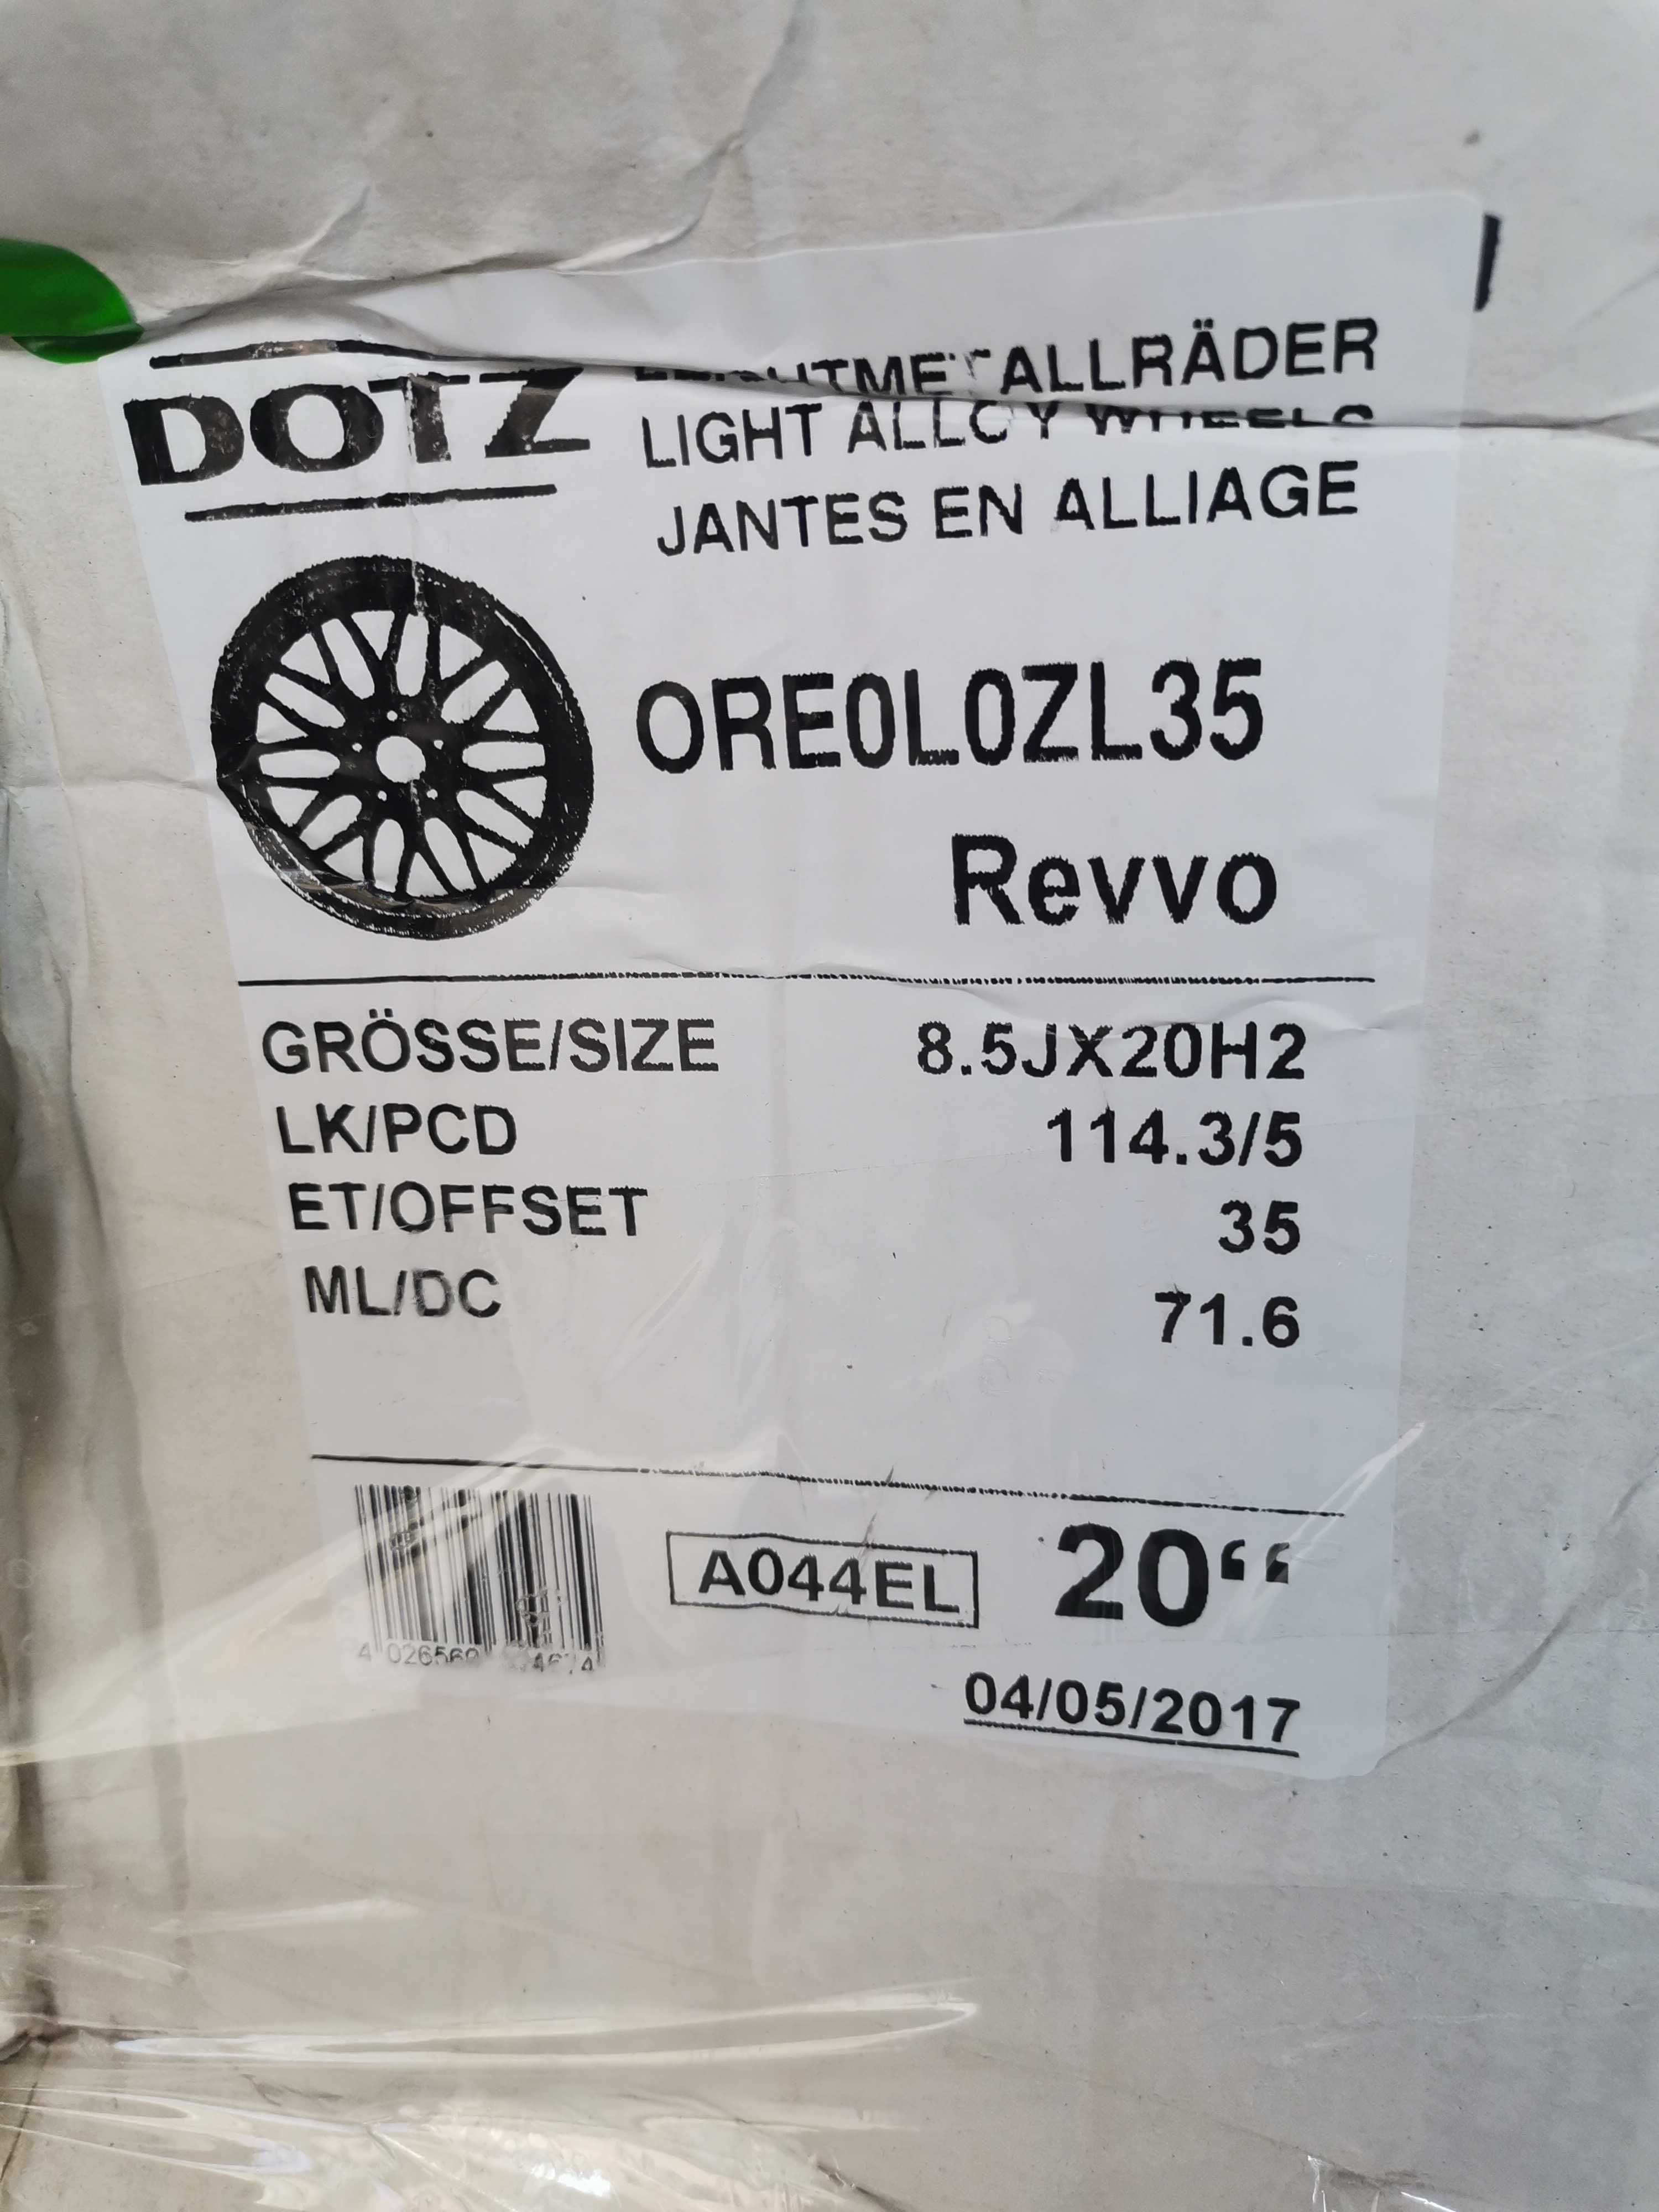 DOTZ
LIGHT ALLOY WHEELS
JANTES EN ALLIAGE
ORE0L0ZL35
Revvo
GRÖSSE/SIZE 8.5JX20H2
LK/PCD 114.3/5
ET/OFFSET 35
ML/DC 71.6
A044EL 20“
04/05/2017